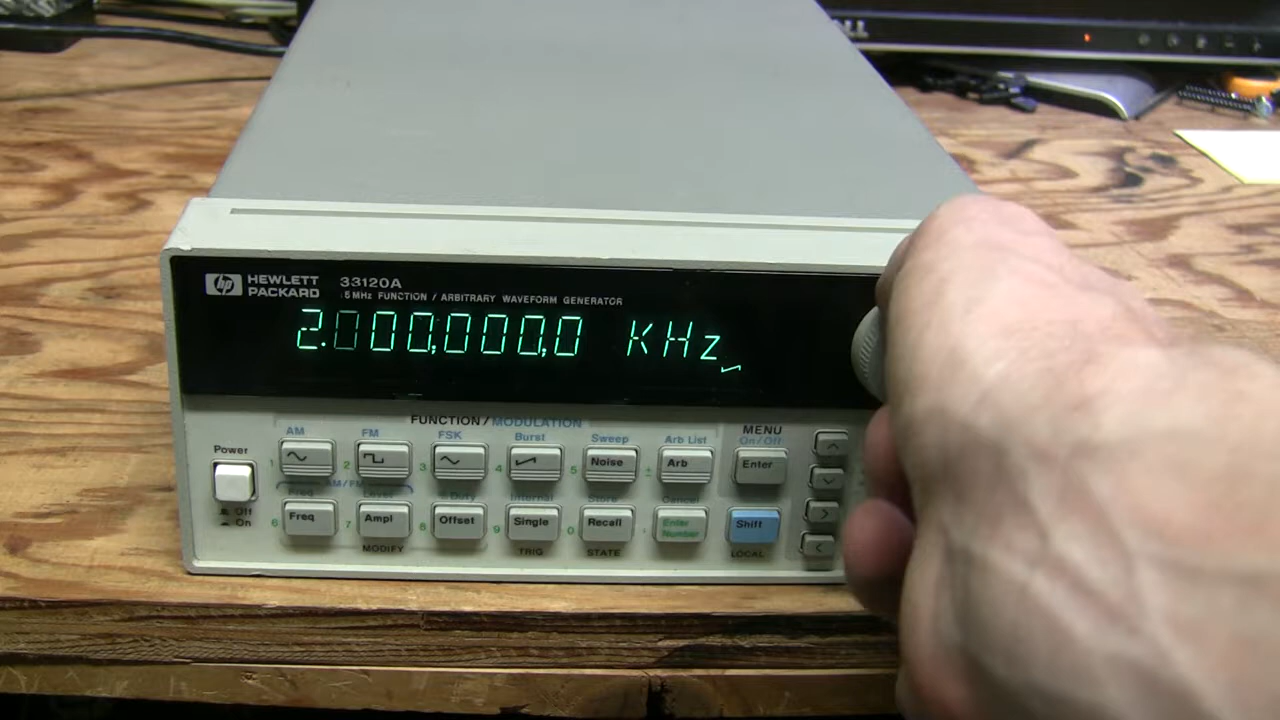 LL
hp HEWLETT PACKARD 33120A
15MHz FUNCTION / ARBITRARY WAVEFORM GENERATOR
2.000,000,0 KHz
FUNCTION / MODULATION
AM FM FSK Burst Sweep Arb List
MENU
On/Off
Power
1 2 3 4 5 Noise ± Arb Enter
AM/FM
Freq Level % Duty Internal Store Cancel
Off
On
6 Freq 7 Ampl 8 Offset 9 Single 0 Recall . Enter Number Shift
MODIFY TRIG STATE LOCAL